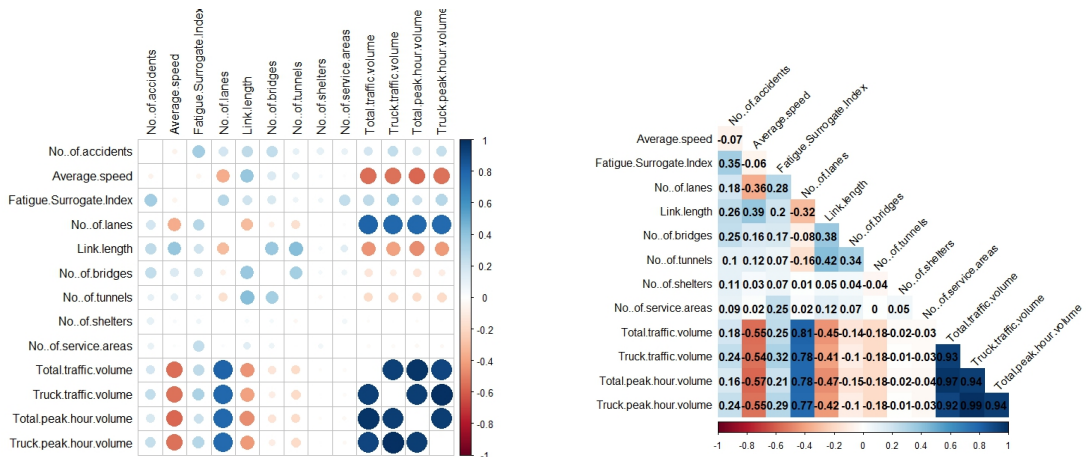 No..of.accidents
Average.speed
Fatigue.Surrogate.Index
No..of.lanes
Link.length
No..of.bridges
No..of.tunnels
No..of.shelters
No..of.service.areas
Total.traffic.volume
Truck.traffic.volume
Total.peak.hour.volume
Truck.peak.hour.volume
No..of.accidents
Average.speed
Fatigue.Surrogate.Index
No..of.lanes
Link.length
No..of.bridges
No..of.tunnels
No..of.shelters
No..of.service.areas
Total.traffic.volume
Truck.traffic.volume
Total.peak.hour.volume
Truck.peak.hour.volume
1
0.8
0.6
0.4
0.2
0
-0.2
-0.4
-0.6
-0.8
-1
No..of.accidents
Average.speed
Fatigue.Surrogate.Index
No..of.lanes
Link.length
No..of.bridges
No..of.tunnels
No..of.shelters
No..of.service.areas
Total.traffic.volume
Truck.traffic.volume
Total.peak.hour.volume
Average.speed -0.07
Fatigue.Surrogate.Index 0.35 -0.06
No..of.lanes 0.18 -0.36 0.28
Link.length 0.26 0.39 0.2 -0.32
No..of.bridges 0.25 0.16 0.17 -0.08 0.38
No..of.tunnels 0.1 0.12 0.07 -0.16 0.42 0.34
No..of.shelters 0.11 0.03 0.07 0.01 0.05 0.04 -0.04
No..of.service.areas 0.09 0.02 0.25 0.02 0.12 0.07 0 0.05
Total.traffic.volume 0.18 -0.55 0.25 0.81 -0.45 -0.14 -0.18 -0.02 -0.03
Truck.traffic.volume 0.24 -0.54 0.32 0.78 -0.41 -0.1 -0.18 -0.01 -0.03 0.93
Total.peak.hour.volume 0.16 -0.57 0.21 0.78 -0.47 -0.15 -0.18 -0.02 -0.04 0.97 0.94
Truck.peak.hour.volume 0.24 -0.55 0.29 0.77 -0.42 -0.1 -0.18 -0.01 -0.03 0.92 0.99 0.94
-1 -0.8 -0.6 -0.4 -0.2 0 0.2 0.4 0.6 0.8 1